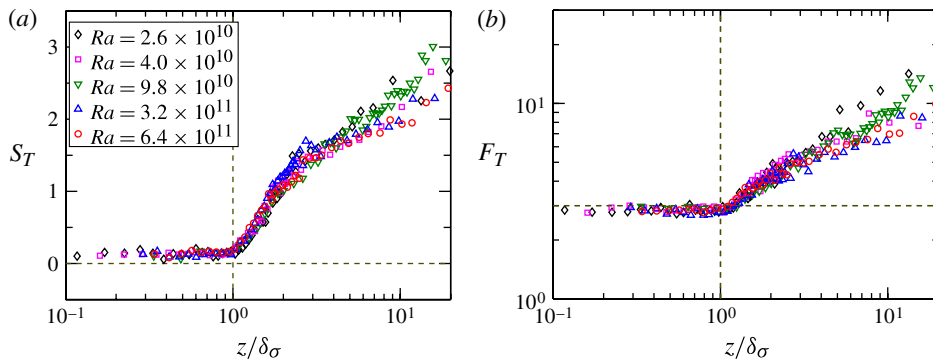 (a)
Ra = 2.6 × 10^10
Ra = 4.0 × 10^10
Ra = 9.8 × 10^10
Ra = 3.2 × 10^11
Ra = 6.4 × 10^11
3
2
1
0
S_T
10^−1
10^0
10^1
z/δ_σ
(b)
10^1
10^0
F_T
10^−1
10^0
10^1
z/δ_σ